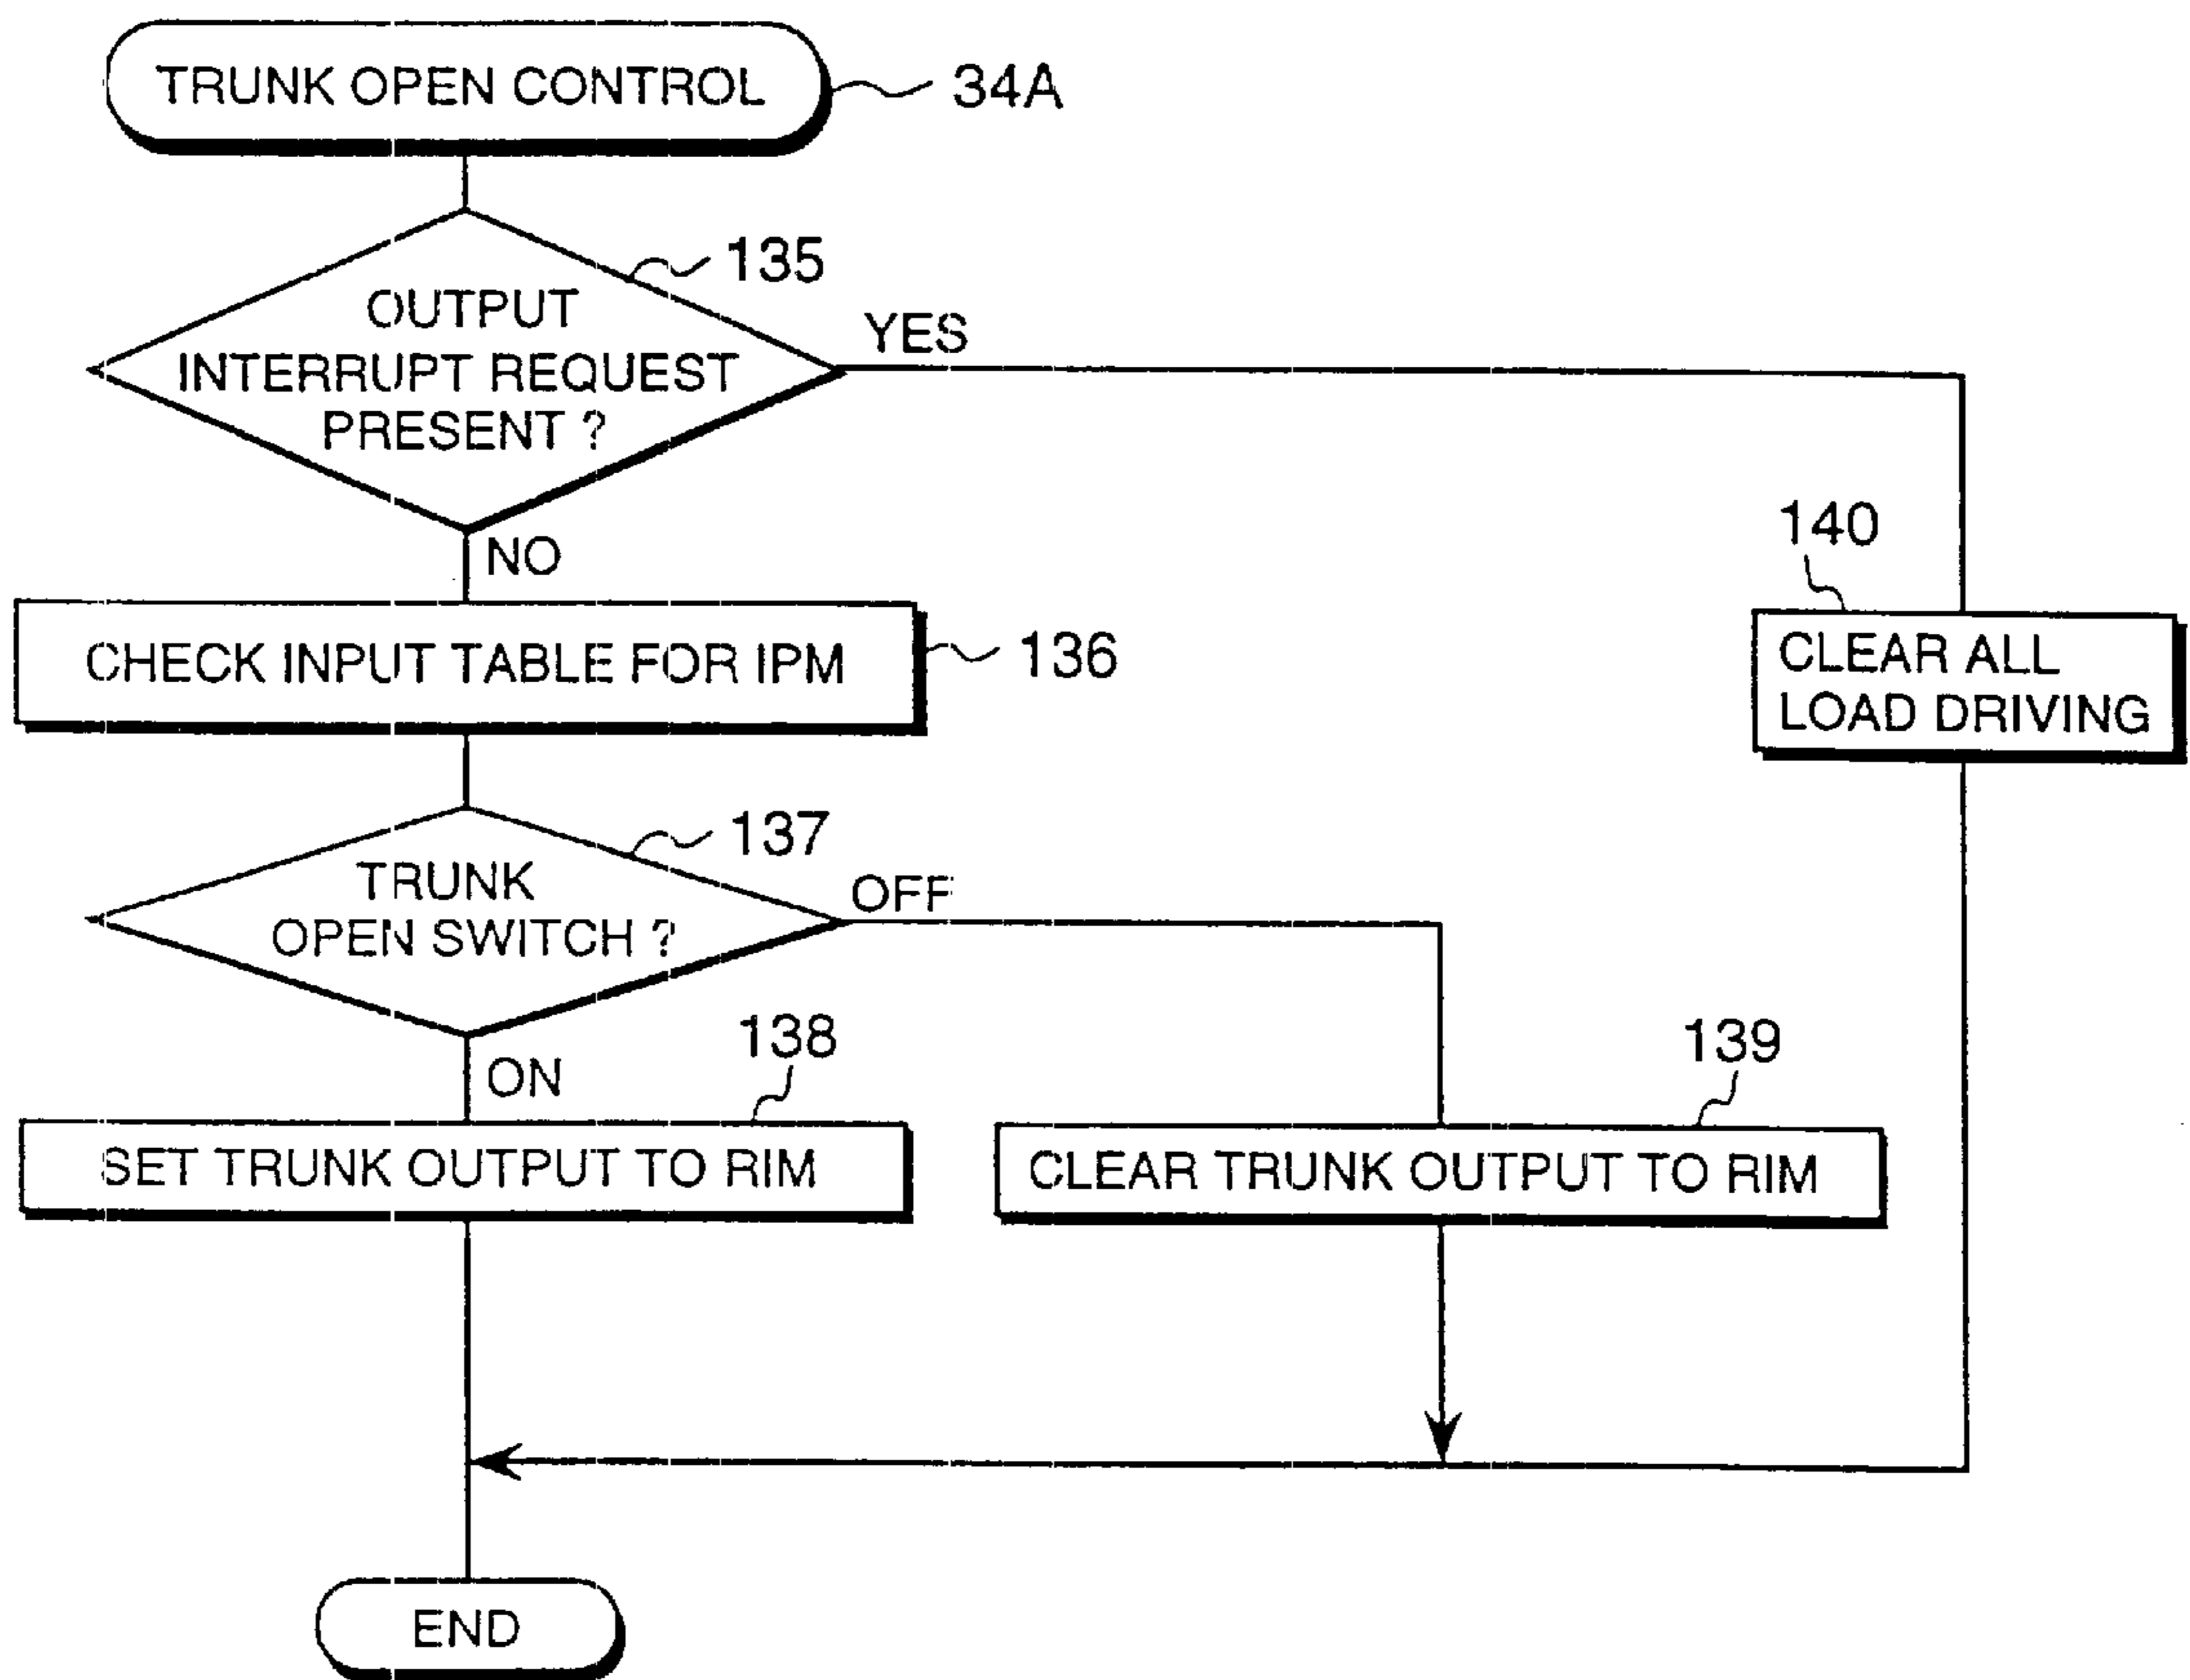 TRUNK OPEN CONTROL
34A
135
OUTPUT
INTERRUPT REQUEST
PRESENT ?
YES
NO
140
CHECK INPUT TABLE FOR IPM
136
CLEAR ALL
LOAD DRIVING
137
TRUNK
OPEN SWITCH ?
OFF
ON
138
139
SET TRUNK OUTPUT TO RIM
CLEAR TRUNK OUTPUT TO RIM
END